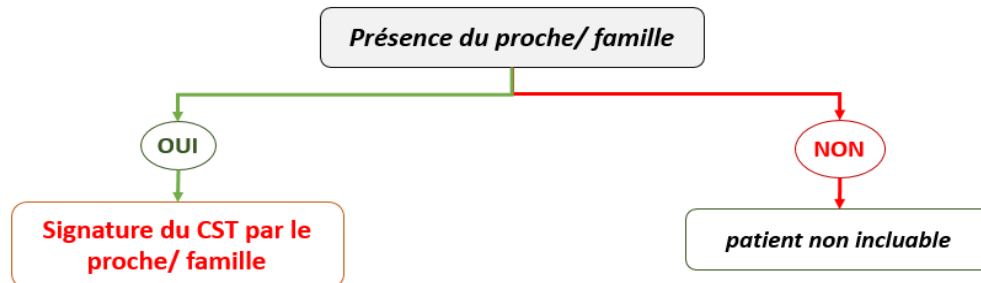 Présence du proche/ famille
OUI
NON
Signature du CST par le
proche/ famille
patient non incluable